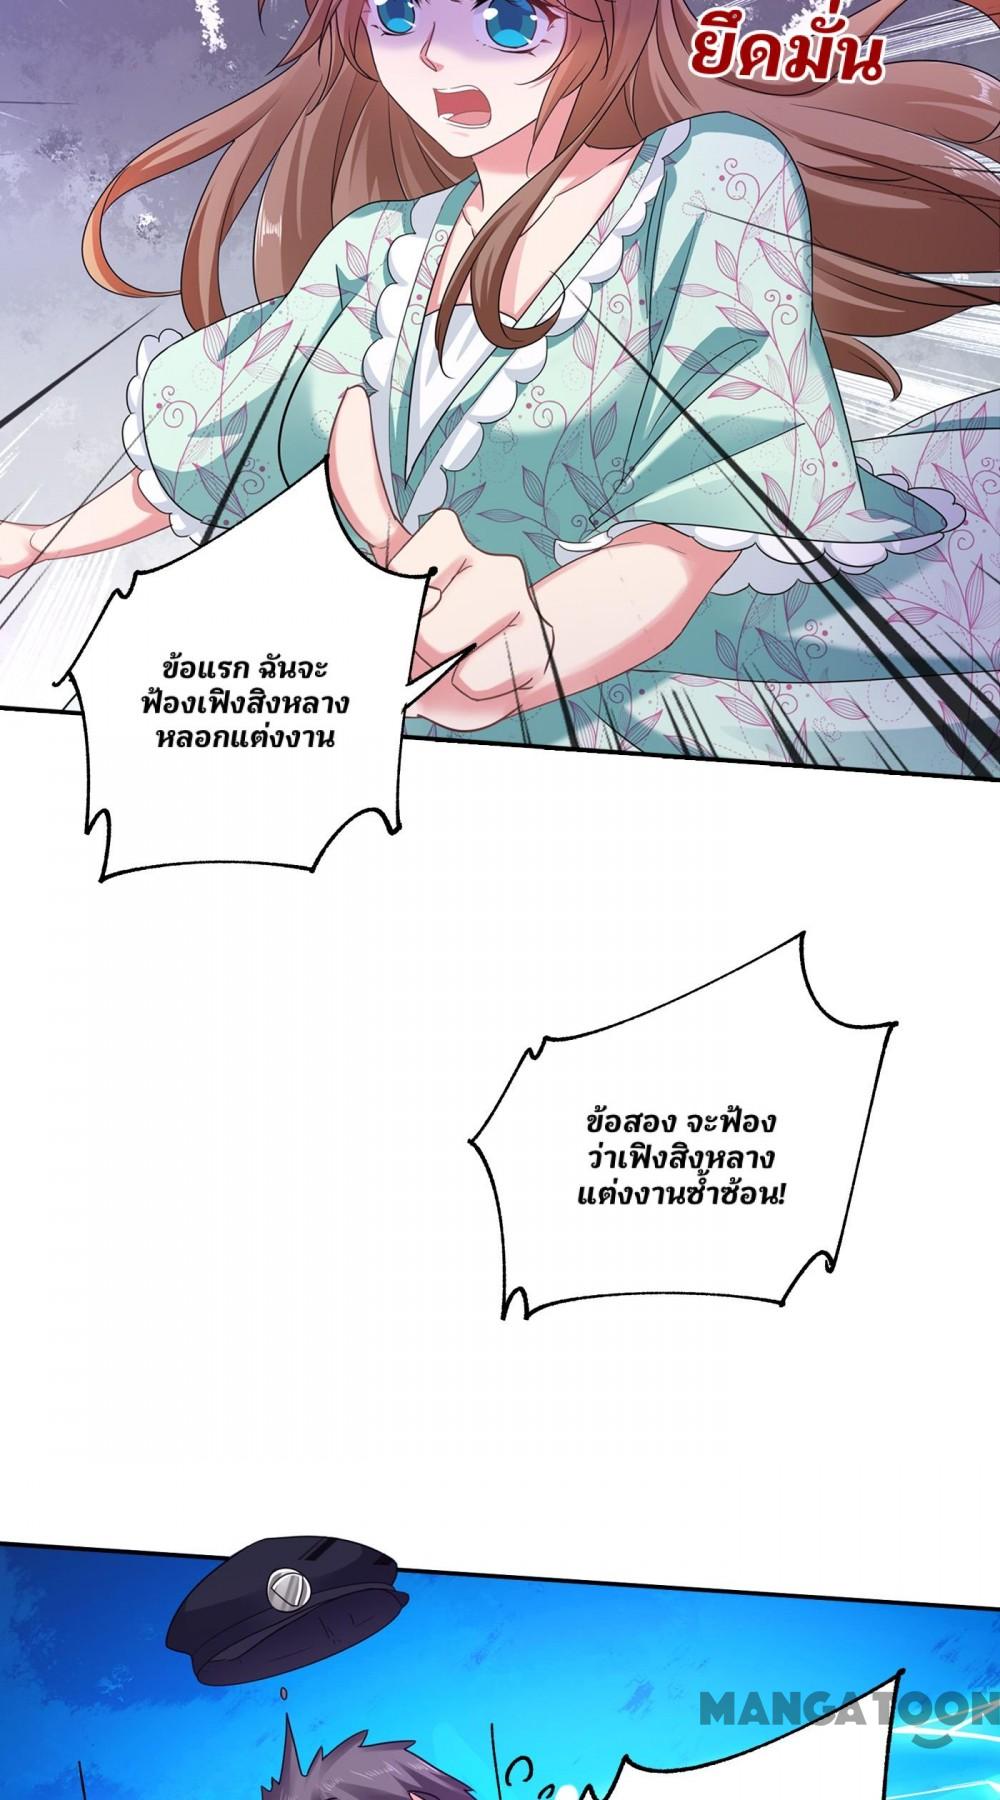 ยึดมั่น
ข้อแรก ฉันจะ
ฟ้องเฟิงสิงหลาง
หลอกแต่งงาน
ข้อสอง จะฟ้อง
ว่าเฟิงสิงหลาง
แต่งงานซ้ำซ้อน!
MANGATOON